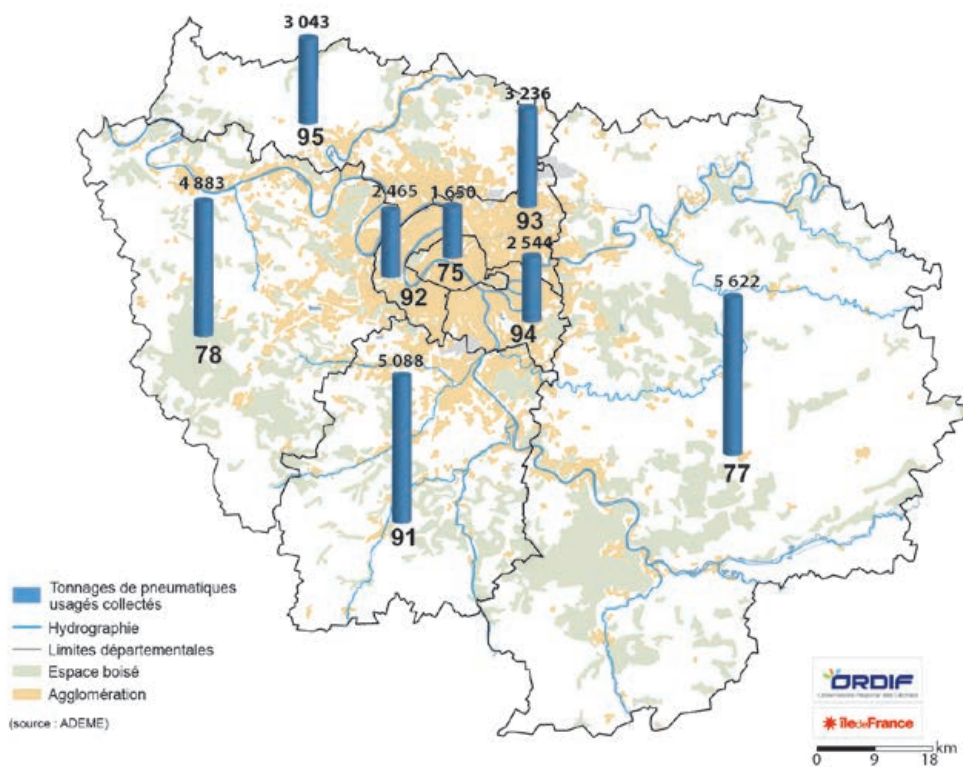 3 043
95
3 236
93
4 883
78
2 465
92
1 650
75
2 544
94
5 622
77
5 088
91
Tonnages de pneumatiques
usagés collectés
Hydrographie
Limites départementales
Espace boisé
Agglomération
(source : ADEME)
ORDIF
îledeFrance
0 9 18 km